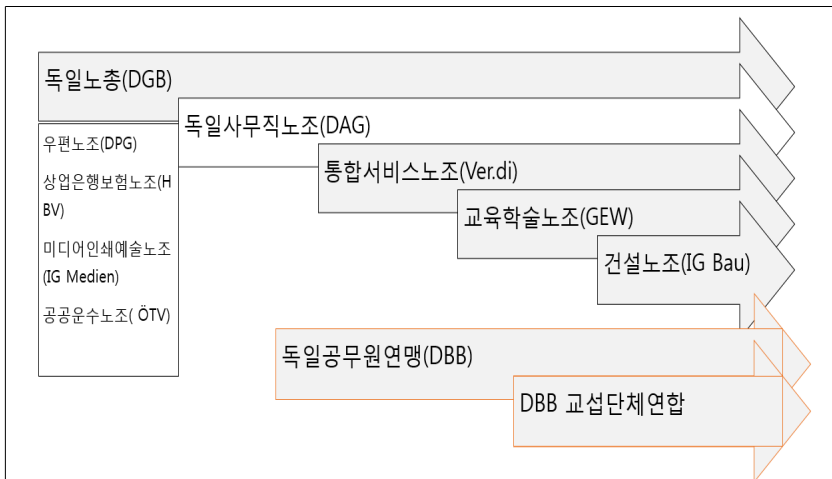 독일노총(DGB)
우편노조(DPG)
상업은행보험노조(H
BV)
미디어인쇄예술노조
(IG Medien)
공공운수노조( ÖTV)
독일사무직노조(DAG)
통합서비스노조(Ver.di)
교육학술노조(GEW)
건설노조(IG Bau)
독일공무원연맹(DBB)
DBB 교섭단체연합